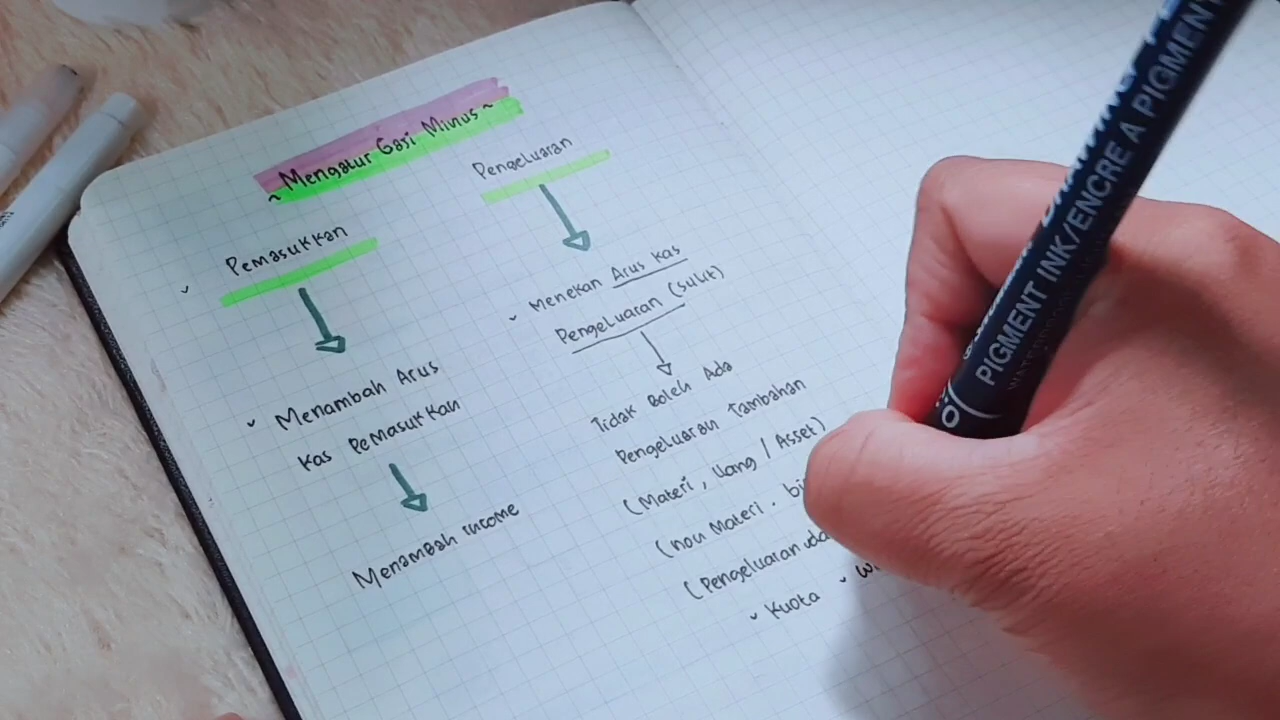 ~ Mengatur Gaji Minus ~
Pemasukkan
Menambah Arus
Kas Pemasukkan
Menambah income
Pengeluaran
Menekan Arus Kas
Pengeluaran (sulit)
Tidak Boleh Ada
Pengeluaran Tambahan
(Materi, Uang / Asset)
(non Materi .
(Pengeluaran
Kuota
PIGMENT INK/ENCRE A PIGMENT